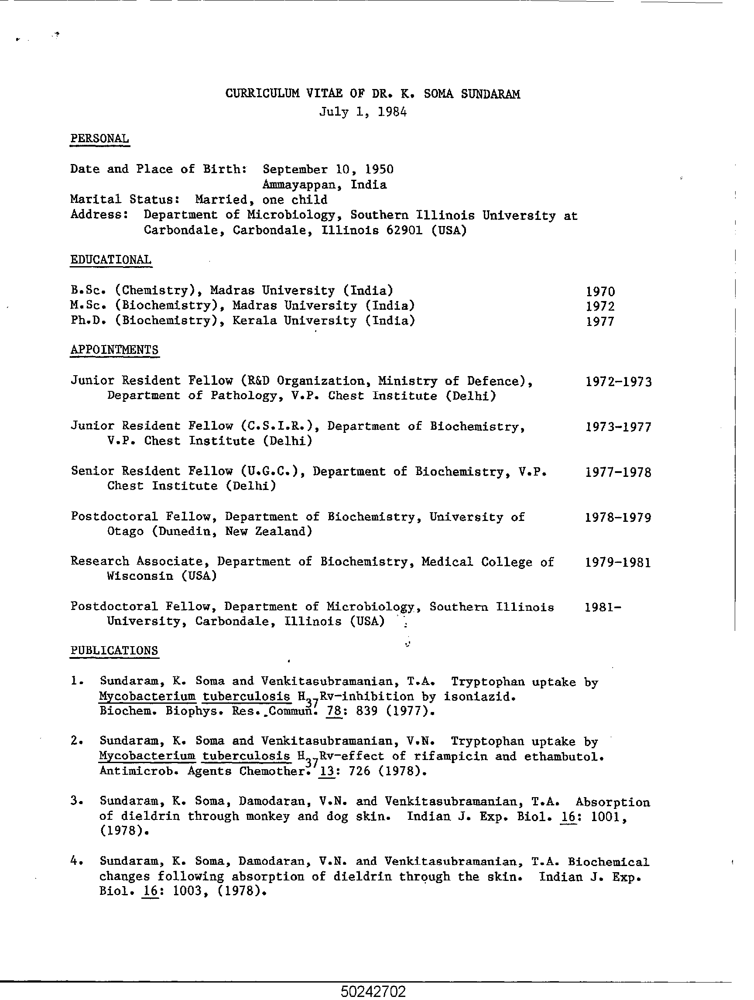 CURRICULUM VITAE OF DR. K. SOMA SUNDARAM
July 1, 1984
PERSONAL
Date and Place of Birth: September 10, 1950
Ammayappan, India
Marital Status: Married, one child
Address: Department of Microbiology, Southern Illinois University at
Carbondale, Carbondale, Illinois 62901 (USA)
EDUCATIONAL
B.Sc. (Chemistry), Madras University (India) 1970
M.Sc. (Biochemistry), Madras University (India) 1972
Ph.D. (Biochemistry), Kerala University (India) 1977
APPOINTMENTS
Junior Resident Fellow (R&D Organization, Ministry of Defence), 1972-1973
Department of Pathology, V.P. Chest Institute (Delhi)
Junior Resident Fellow (C.S.I.R.), Department of Biochemistry, 1973-1977
V.P. Chest Institute (Delhi)
Senior Resident Fellow (U.G.C.), Department of Biochemistry, V.P. 1977-1978
Chest Institute (Delhi)
Postdoctoral Fellow, Department of Biochemistry, University of 1978-1979
Otago (Dunedin, New Zealand)
Research Associate, Department of Biochemistry, Medical College of 1979-1981
Wisconsin (USA)
Postdoctoral Fellow, Department of Microbiology, Southern Illinois 1981-
University, Carbondale, Illinois (USA)
PUBLICATIONS
1. Sundaram, K. Soma and Venkitasubramanian, T.A. Tryptophan uptake by
Mycobacterium tuberculosis H37Rv-inhibition by isoniazid.
Biochem. Biophys. Res. Commun. 78: 839 (1977).
2. Sundaram, K. Soma and Venkitasubramanian, V.N. Tryptophan uptake by
Mycobacterium tuberculosis H37Rv-effect of rifampicin and ethambutol.
Antimicrob. Agents Chemother. 13: 726 (1978).
3. Sundaram, K. Soma, Damodaran, V.N. and Venkitasubramanian, T.A. Absorption
of dieldrin through monkey and dog skin. Indian J. Exp. Biol. 16: 1001,
(1978).
4. Sundaram, K. Soma, Damodaran, V.N. and Venkitasubramanian, T.A. Biochemical
changes following absorption of dieldrin through the skin. Indian J. Exp.
Biol. 16: 1003, (1978).
50242702